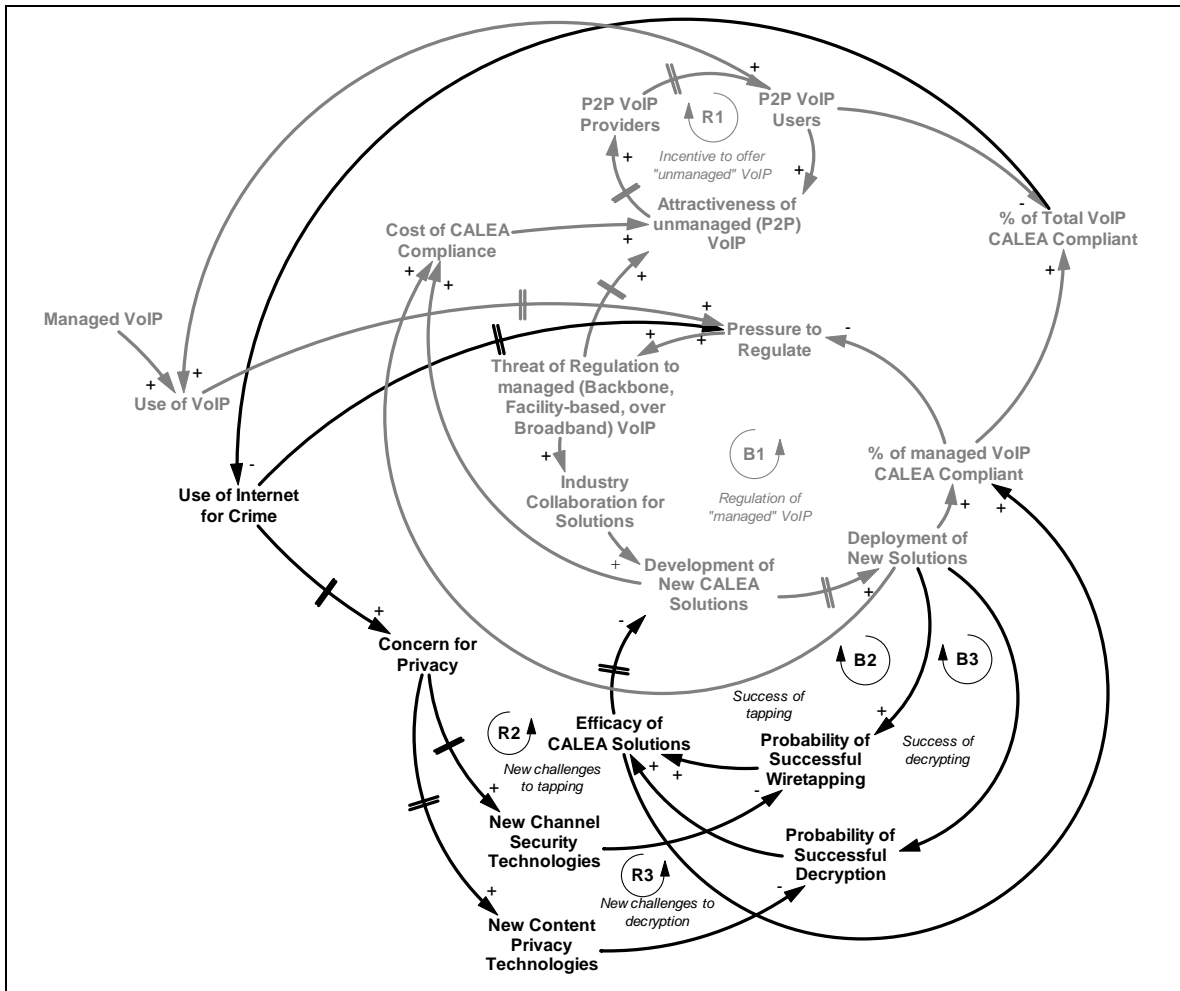 +
P2P VoIP
Providers
R1
P2P VoIP
Users
+
Incentive to offer
"unmanaged" VoIP
+
Attractiveness of
unmanaged (P2P)
VoIP
-
% of Total VoIP
CALEA Compliant
Cost of CALEA
Compliance
+
+
+
+
+
Managed VoIP
+
-
Pressure to
Regulate
+
+
Threat of Regulation to
managed (Backbone,
Facility-based, over
Broadband) VoIP
+
+
Use of VoIP
B1
% of managed VoIP
CALEA Compliant
+
-
Use of Internet
for Crime
Industry
Collaboration for
Solutions
Regulation of
"managed" VoIP
+
+
Deployment of
New Solutions
+
Development of
New CALEA
Solutions
+
+
-
Concern for
Privacy
B2
B3
Success of
tapping
+
R2
Efficacy of
CALEA Solutions
Probability of
Successful
Wiretapping
Success of
decrypting
New challenges
to tapping
+
+
+
-
New Channel
Security
Technologies
Probability of
Successful
Decryption
R3
+
-
New challenges to
decryption
New Content
Privacy
Technologies